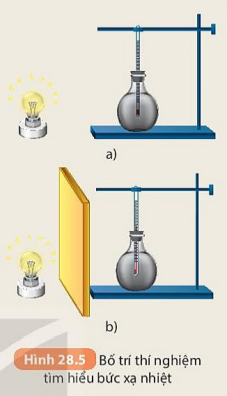 a)
b)
Hình 28.5 Bố trí thí nghiệm
tìm hiểu bức xạ nhiệt